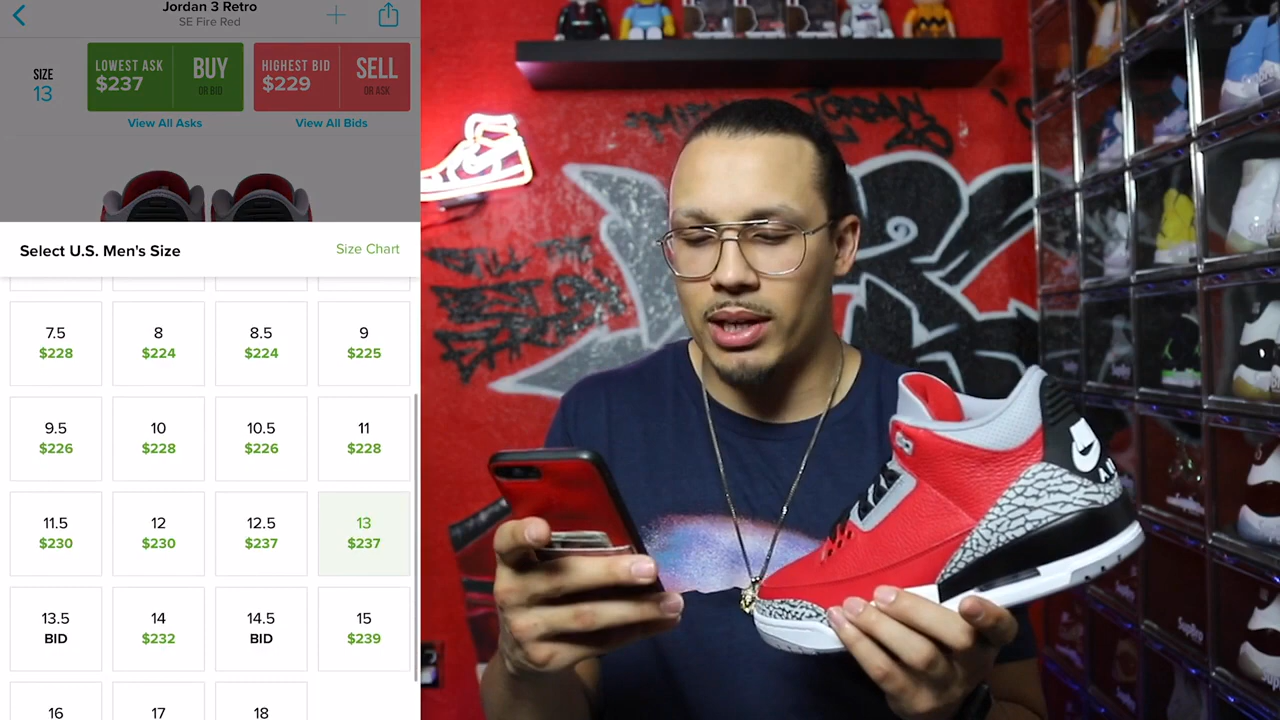 Jordan 3 Retro
SE Fire Red
SIZE
13
LOWEST ASK
$237
BUY
OR BID
HIGHEST BID
$229
SELL
OR ASK
View All Asks
View All Bids
Select U.S. Men's Size
Size Chart
7.5 8 8.5 9
$228 $224 $224 $225
9.5 10 10.5 11
$226 $228 $226 $228
11.5 12 12.5 13
$230 $230 $237 $237
13.5 14 14.5 15
BID $232 BID $239
16 17 18